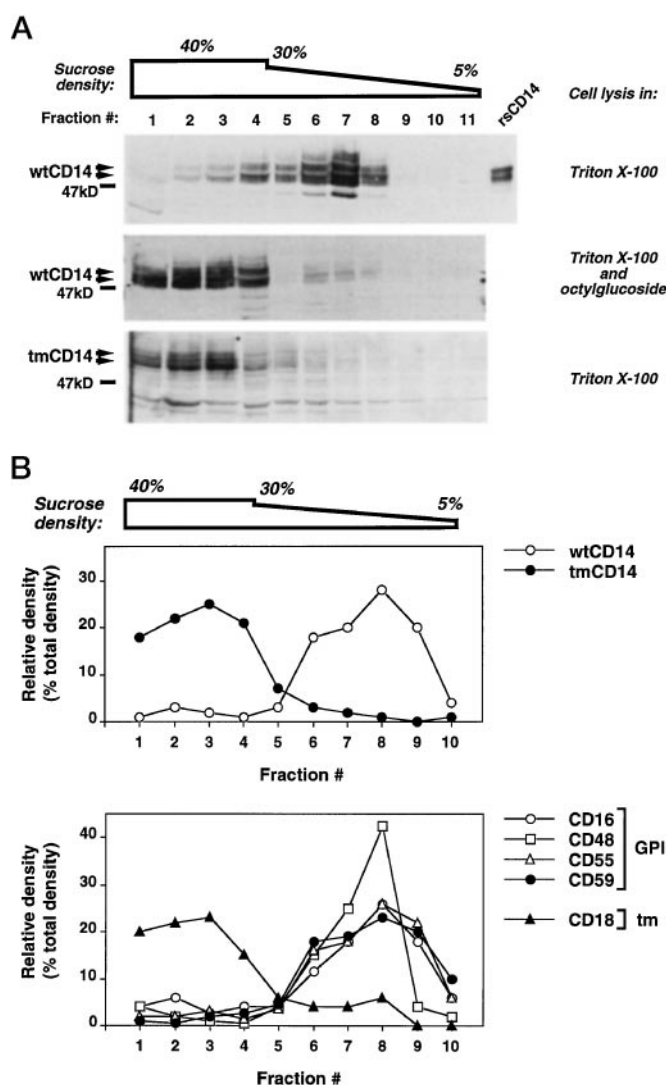 A
40%
30%
5%
Sucrose
density:
Cell lysis in:
Fraction #: 1 2 3 4 5 6 7 8 9 10 11 rsCD14
wtCD14
47kD
Triton X-100
wtCD14
47kD
Triton X-100
and
octylglucoside
tmCD14
47kD
Triton X-100
B
40%
30%
5%
Sucrose
density:
wtCD14
tmCD14
Relative density
(% total density)
30
20
10
0
1 2 3 4 5 6 7 8 9 10
Fraction #
CD16
CD48
CD55
CD59
GPI
CD18
tm
Relative density
(% total density)
40
30
20
10
0
1 2 3 4 5 6 7 8 9 10
Fraction #